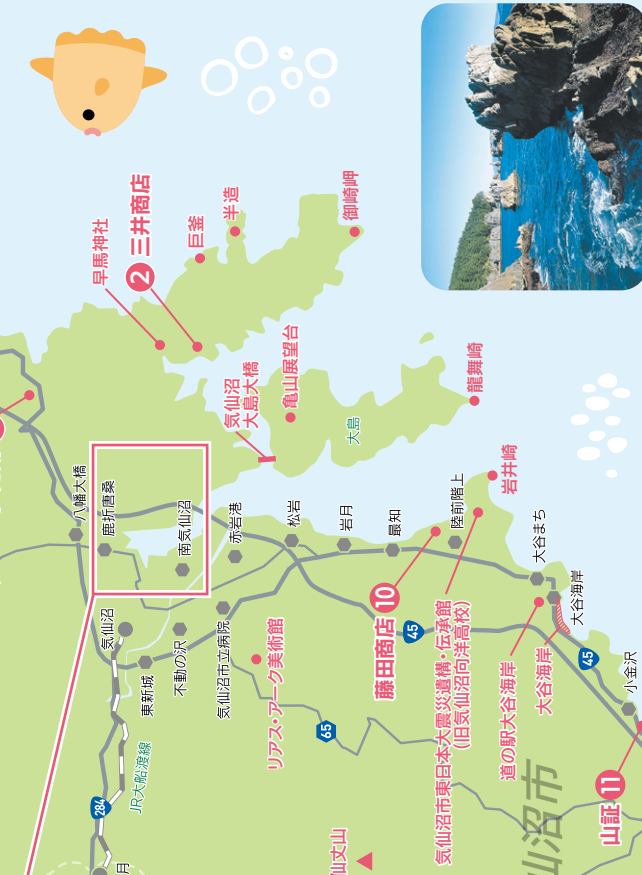 早馬神社
2 三井商店
巨釜
半造
御崎岬
気仙沼
大島大橋
亀山展望台
大島
龍舞崎
岩井崎
八幡大橋
鹿折唐桑
南気仙沼
赤岩港
松岩
岩月
最知
陸前階上
大谷まち
大谷海岸
気仙沼
東新城
不動の沢
気仙沼市立病院
リアス・アーク美術館
藤田商店 10
45
気仙沼市東日本大震災遺構・伝承館
(旧気仙沼向洋高校)
道の駅大谷海岸
大谷海岸
45
小金沢
JR大船渡線
284
65
山証 11
仙沼市
仙丈山
月